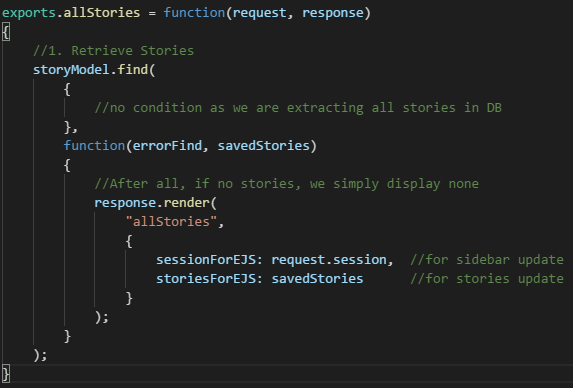 exports.allStories = function(request, response)
{
    //1. Retrieve Stories
    storyModel.find(
        {
            //no condition as we are extracting all stories in DB
        },
        function(errorFind, savedStories)
        {
            //After all, if no stories, we simply display none
            response.render(
                "allStories",
                {
                    sessionForEJS: request.session,  //for sidebar update
                    storiesForEJS: savedStories      //for stories update
                }
            );
        }
    );
}